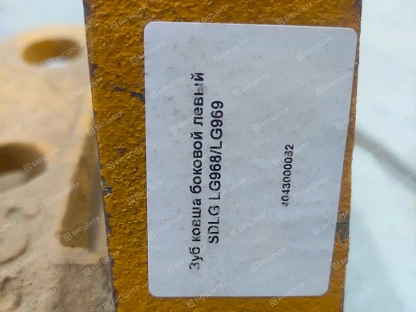 Зуб ковша боковой левый
SDLG LG968/LG969
4043000032